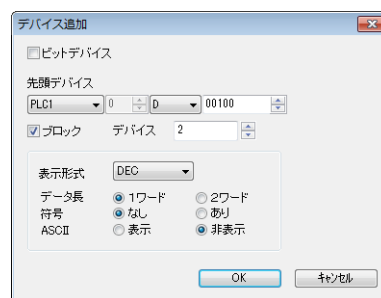 デバイス追加
ビットデバイス
先頭デバイス
PLC1 0 D 00100
ブロック デバイス 2
表示形式 DEC
データ長 1ワード 2ワード
符号 なし あり
ASCII 表示 非表示
OK キャンセル